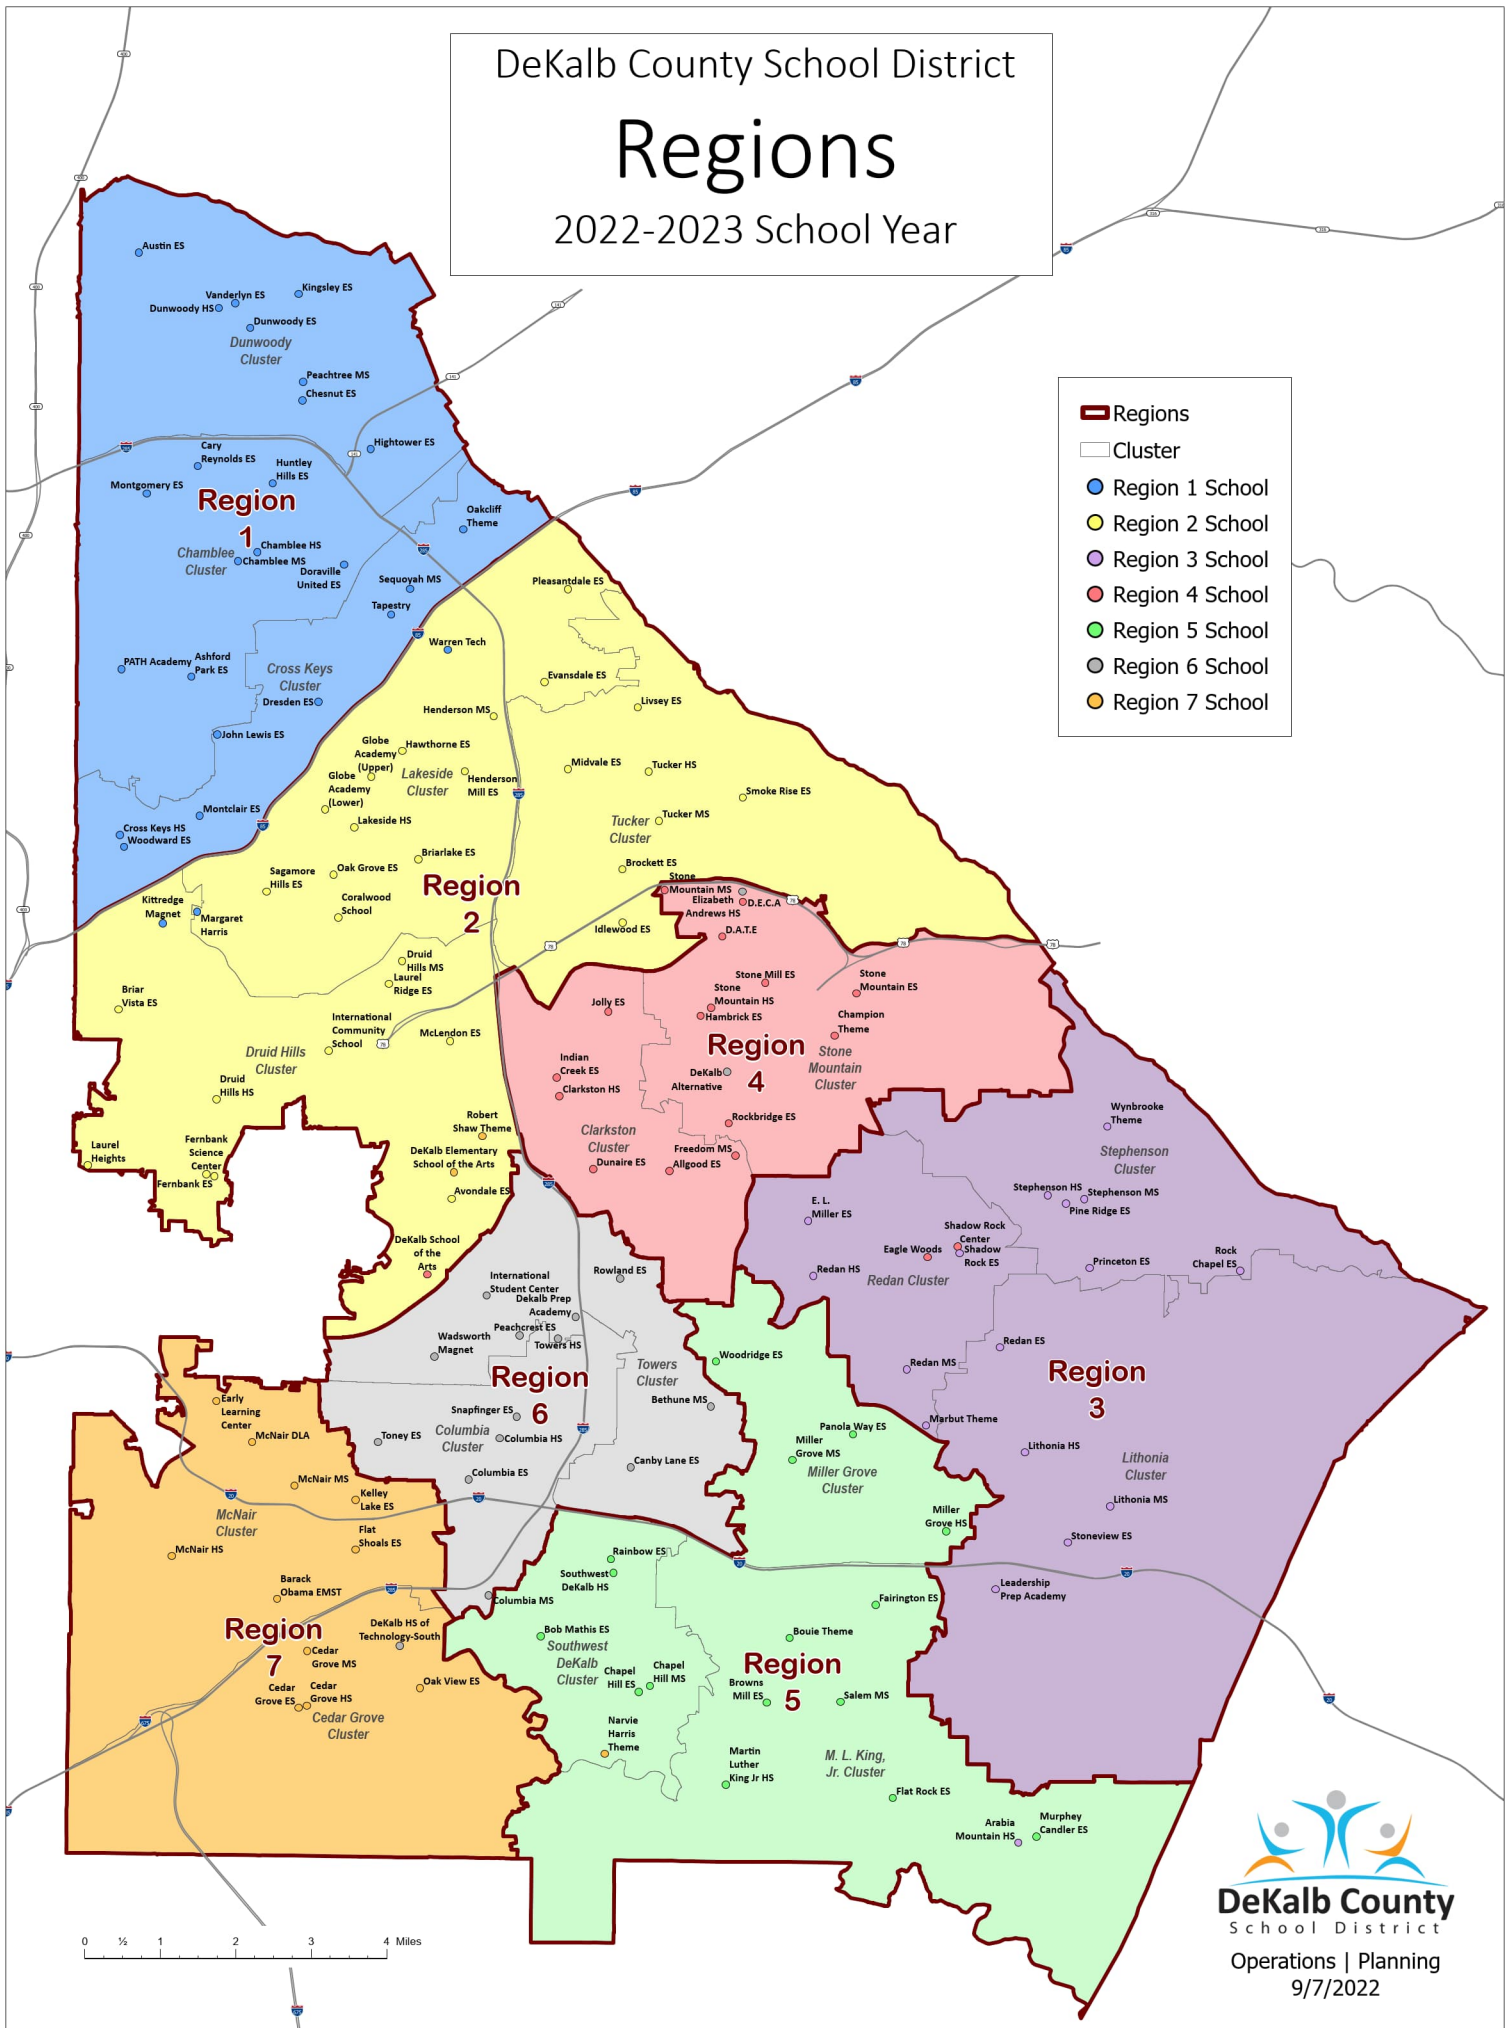 DeKalb County School District
Regions
2022-2023 School Year
Regions
Cluster
Region 1 School
Region 2 School
Region 3 School
Region 4 School
Region 5 School
Region 6 School
Region 7 School
Austin ES
Kingsley ES
Vanderlyn ES
Dunwoody HS
Dunwoody ES
Dunwoody
Cluster
Peachtree MS
Chesnut ES
Hightower ES
Cary
Reynolds ES
Huntley
Hills ES
Montgomery ES
Region
1
Oakcliff
Theme
Chamblee HS
Chamblee MS
Chamblee
Cluster
Doraville
United ES
Sequoyah MS
Tapestry
Warren Tech
PATH Academy
Ashford
Park ES
Cross Keys
Cluster
Dresden ES
John Lewis ES
Montclair ES
Cross Keys HS
Woodward ES
Pleasantdale ES
Evansdale ES
Livsey ES
Henderson MS
Globe
Academy
(Upper)
Hawthorne ES
Globe
Academy
(Lower)
Lakeside
Cluster
Henderson
Mill ES
Midvale ES
Tucker HS
Smoke Rise ES
Lakeside HS
Tucker MS
Tucker
Cluster
Briarlake ES
Oak Grove ES
Sagamore
Hills ES
Brockett ES
Region
2
Coralwood
School
Kittredge
Magnet
Margaret
Harris
Idlewood ES
Stone
Mountain MS
Elizabeth
Andrews HS
D.E.C.A
D.A.T.E
Druid
Hills MS
Laurel
Ridge ES
Briar
Vista ES
International
Community
School
McLendon ES
Druid Hills
Cluster
Druid
Hills HS
Laurel
Heights
Fernbank
Science
Center
Fernbank ES
Robert
Shaw Theme
DeKalb Elementary
School of the Arts
Avondale ES
DeKalb School
of the
Arts
Stone Mill ES
Stone
Mountain ES
Jolly ES
Stone
Mountain HS
Hambrick ES
Champion
Theme
Region
4
Stone
Mountain
Cluster
Indian
Creek ES
Clarkston HS
DeKalb
Alternative
Rockbridge ES
Clarkston
Cluster
Freedom MS
Dunaire ES
Allgood ES
Wynbrooke
Theme
Stephenson
Cluster
Stephenson HS
Stephenson MS
Pine Ridge ES
E. L.
Miller ES
Shadow Rock
Center
Eagle Woods
Shadow
Rock ES
Redan HS
Redan Cluster
Princeton ES
Rock
Chapel ES
Redan ES
Redan MS
Region
3
Marbut Theme
Lithonia HS
Lithonia
Cluster
Lithonia MS
Stoneview ES
Leadership
Prep Academy
International
Student Center
Rowland ES
Dekalb Prep
Academy
Peachcrest ES
Towers HS
Wadsworth
Magnet
Towers
Cluster
Region
6
Bethune MS
Snapfinger ES
Toney ES
Columbia
Cluster
Columbia HS
Columbia ES
Canby Lane ES
Columbia MS
Woodridge ES
Panola Way ES
Miller
Grove MS
Miller Grove
Cluster
Miller
Grove HS
Early
Learning
Center
McNair DLA
McNair MS
Kelley
Lake ES
McNair
Cluster
Flat
Shoals ES
McNair HS
Barack
Obama EMST
Region
7
DeKalb HS of
Technology-South
Cedar
Grove MS
Oak View ES
Cedar
Grove ES
Cedar
Grove HS
Cedar Grove
Cluster
Rainbow ES
Southwest
DeKalb HS
Fairington ES
Bob Mathis ES
Southwest
DeKalb
Cluster
Bouie Theme
Chapel
Hill ES
Chapel
Hill MS
Region
5
Browns
Mill ES
Salem MS
Narvie
Harris
Theme
Martin
Luther
King Jr HS
M. L. King,
Jr. Cluster
Flat Rock ES
Arabia
Mountain HS
Murphey
Candler ES
0 ½ 1 2 3 4 Miles
DeKalb County
School District
Operations | Planning
9/7/2022